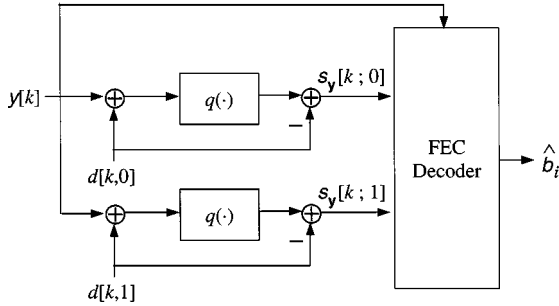 s_y[k ; 0]
q(·)
y[k]
−
FEC
Decoder
b̂_i
d[k,0]
s_y[k ; 1]
q(·)
−
d[k,1]